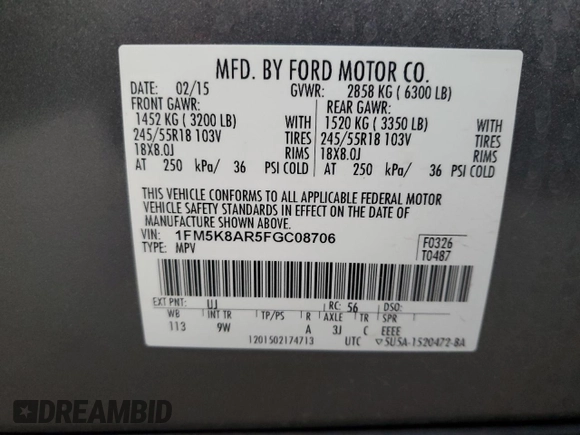 MFD. BY FORD MOTOR CO.
DATE: 02/15 GVWR: 2858 KG ( 6300 LB)
FRONT GAWR: REAR GAWR:
1452 KG ( 3200 LB) WITH 1520 KG ( 3350 LB) WITH
245/55R18 103V TIRES 245/55R18 103V TIRES
18X8.0J RIMS 18X8.0J RIMS
AT 250 kPa/ 36 PSI COLD AT 250 kPa/ 36 PSI COLD
THIS VEHICLE CONFORMS TO ALL APPLICABLE FEDERAL MOTOR
VEHICLE SAFETY STANDARDS IN EFFECT ON THE DATE OF
MANUFACTURE SHOWN ABOVE.
VIN: 1FM5K8AR5FGC08706 F0326
TYPE: MPV T0487
EXT PNT: UJ RC: 56 DSO:
WB INT TR TP/PS R AXLE TR SPR
113 9W A 3J C EEEE
1201502174713 UTC ▽5USA-1520472-BA
DREAMBID